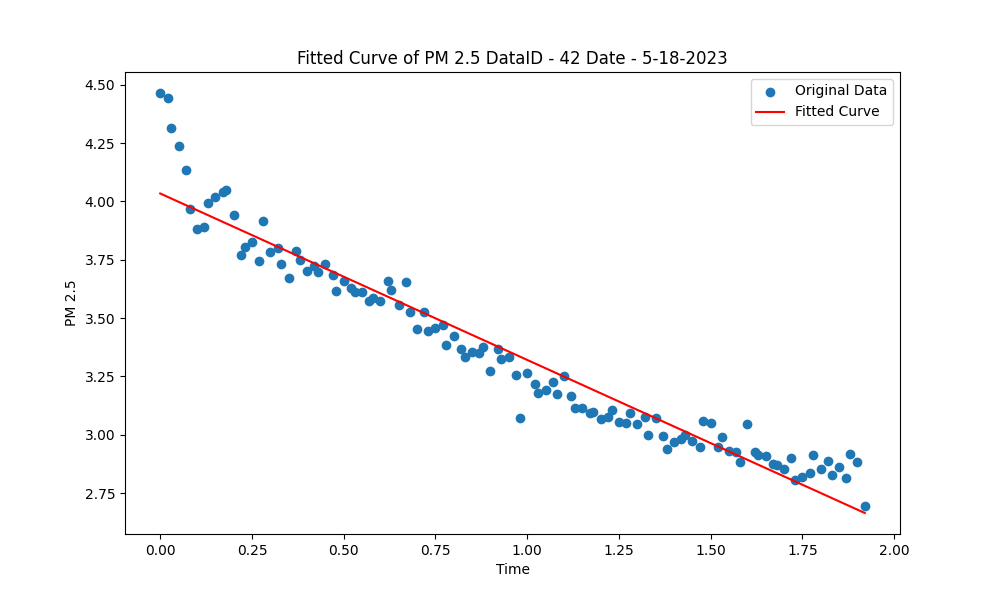 Fitted Curve of PM 2.5 DataID - 42 Date - 5-18-2023
Original Data
Fitted Curve
4.50
4.25
4.00
3.75
3.50
3.25
3.00
2.75
PM 2.5
0.00 0.25 0.50 0.75 1.00 1.25 1.50 1.75 2.00
Time